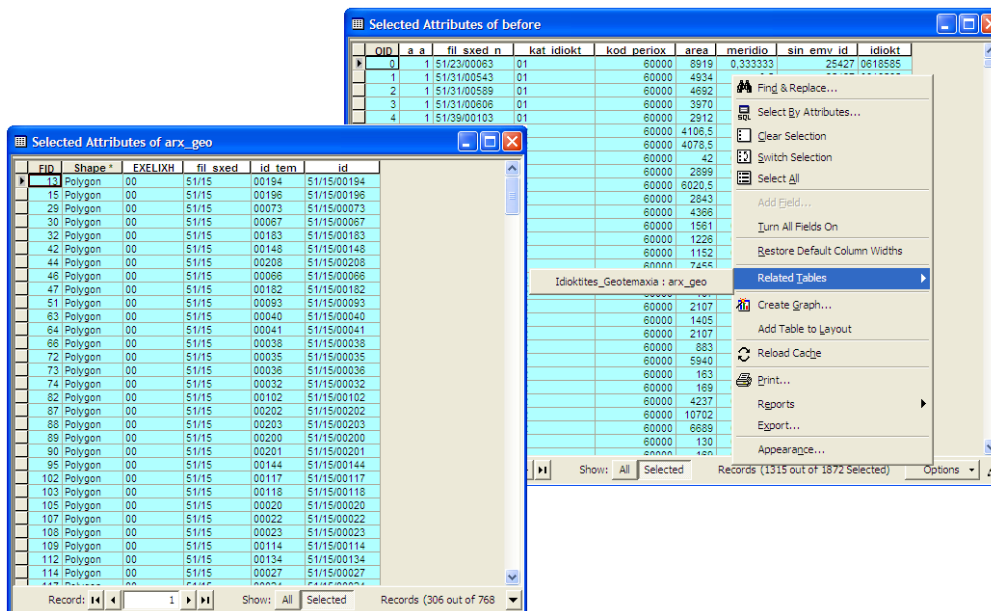 Selected Attributes of before
OID a_a fil_sxed_n kat_idiokt kod_periox area meridio sin_emv_id idiokt
0 1 51/23/00063 01 60000 8919 0,333333 25427 0618585
1 1 51/31/00543 01 60000 4934
2 1 51/31/00589 01 60000 4692
3 1 51/31/00606 01 60000 3970
4 1 51/39/00103 01 60000 2912
60000 4106,5
60000 4078,5
60000 42
60000 2899
60000 6020,5
60000 2843
60000 4366
60000 1561
60000 1226
60000 1152
60000 7455
60000 2107
60000 1405
60000 2107
60000 883
60000 5940
60000 163
60000 169
60000 4237
60000 10702
60000 6689
60000 130
60000 169
Find & Replace...
Select By Attributes...
Clear Selection
Switch Selection
Select All
Add Field...
Turn All Fields On
Restore Default Column Widths
Related Tables
Idioktites_Geotemaxia : arx_geo
Create Graph...
Add Table to Layout
Reload Cache
Print...
Reports
Export...
Appearance...
Show: All Selected Records (1315 out of 1872 Selected) Options
Selected Attributes of arx_geo
FID Shape * EXELIXH fil_sxed id_tem id
13 Polygon 00 51/15 00194 51/15/00194
15 Polygon 00 51/15 00196 51/15/00196
29 Polygon 00 51/15 00073 51/15/00073
30 Polygon 00 51/15 00067 51/15/00067
32 Polygon 00 51/15 00183 51/15/00183
42 Polygon 00 51/15 00148 51/15/00148
44 Polygon 00 51/15 00208 51/15/00208
46 Polygon 00 51/15 00066 51/15/00066
47 Polygon 00 51/15 00182 51/15/00182
51 Polygon 00 51/15 00093 51/15/00093
63 Polygon 00 51/15 00040 51/15/00040
64 Polygon 00 51/15 00041 51/15/00041
66 Polygon 00 51/15 00038 51/15/00038
72 Polygon 00 51/15 00035 51/15/00035
73 Polygon 00 51/15 00036 51/15/00036
74 Polygon 00 51/15 00032 51/15/00032
82 Polygon 00 51/15 00102 51/15/00102
87 Polygon 00 51/15 00202 51/15/00202
88 Polygon 00 51/15 00203 51/15/00203
89 Polygon 00 51/15 00200 51/15/00200
90 Polygon 00 51/15 00201 51/15/00201
95 Polygon 00 51/15 00144 51/15/00144
102 Polygon 00 51/15 00117 51/15/00117
103 Polygon 00 51/15 00118 51/15/00118
105 Polygon 00 51/15 00020 51/15/00020
107 Polygon 00 51/15 00022 51/15/00022
108 Polygon 00 51/15 00023 51/15/00023
109 Polygon 00 51/15 00114 51/15/00114
112 Polygon 00 51/15 00134 51/15/00134
114 Polygon 00 51/15 00027 51/15/00027
Record: 1 Show: All Selected Records (306 out of 768